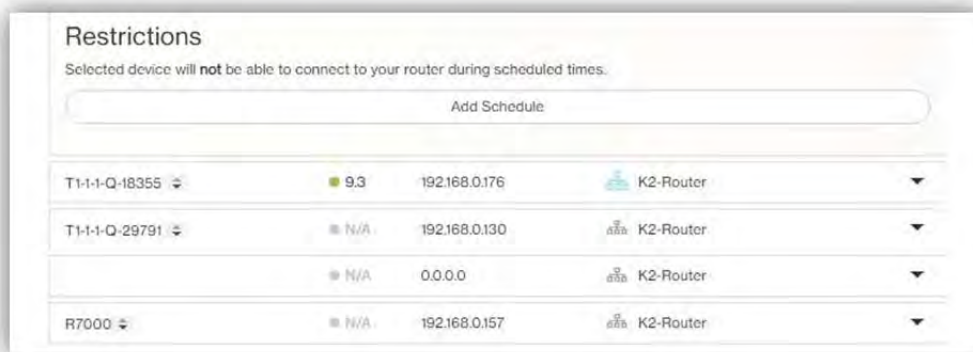 Restrictions
Selected device will not be able to connect to your router during scheduled times.
Add Schedule
T1-1-1-Q-18355 9.3 192.168.0.176 K2-Router
T1-1-1-Q-29791 N/A 192.168.0.130 K2-Router
N/A 0.0.0.0 K2-Router
R7000 N/A 192.168.0.157 K2-Router